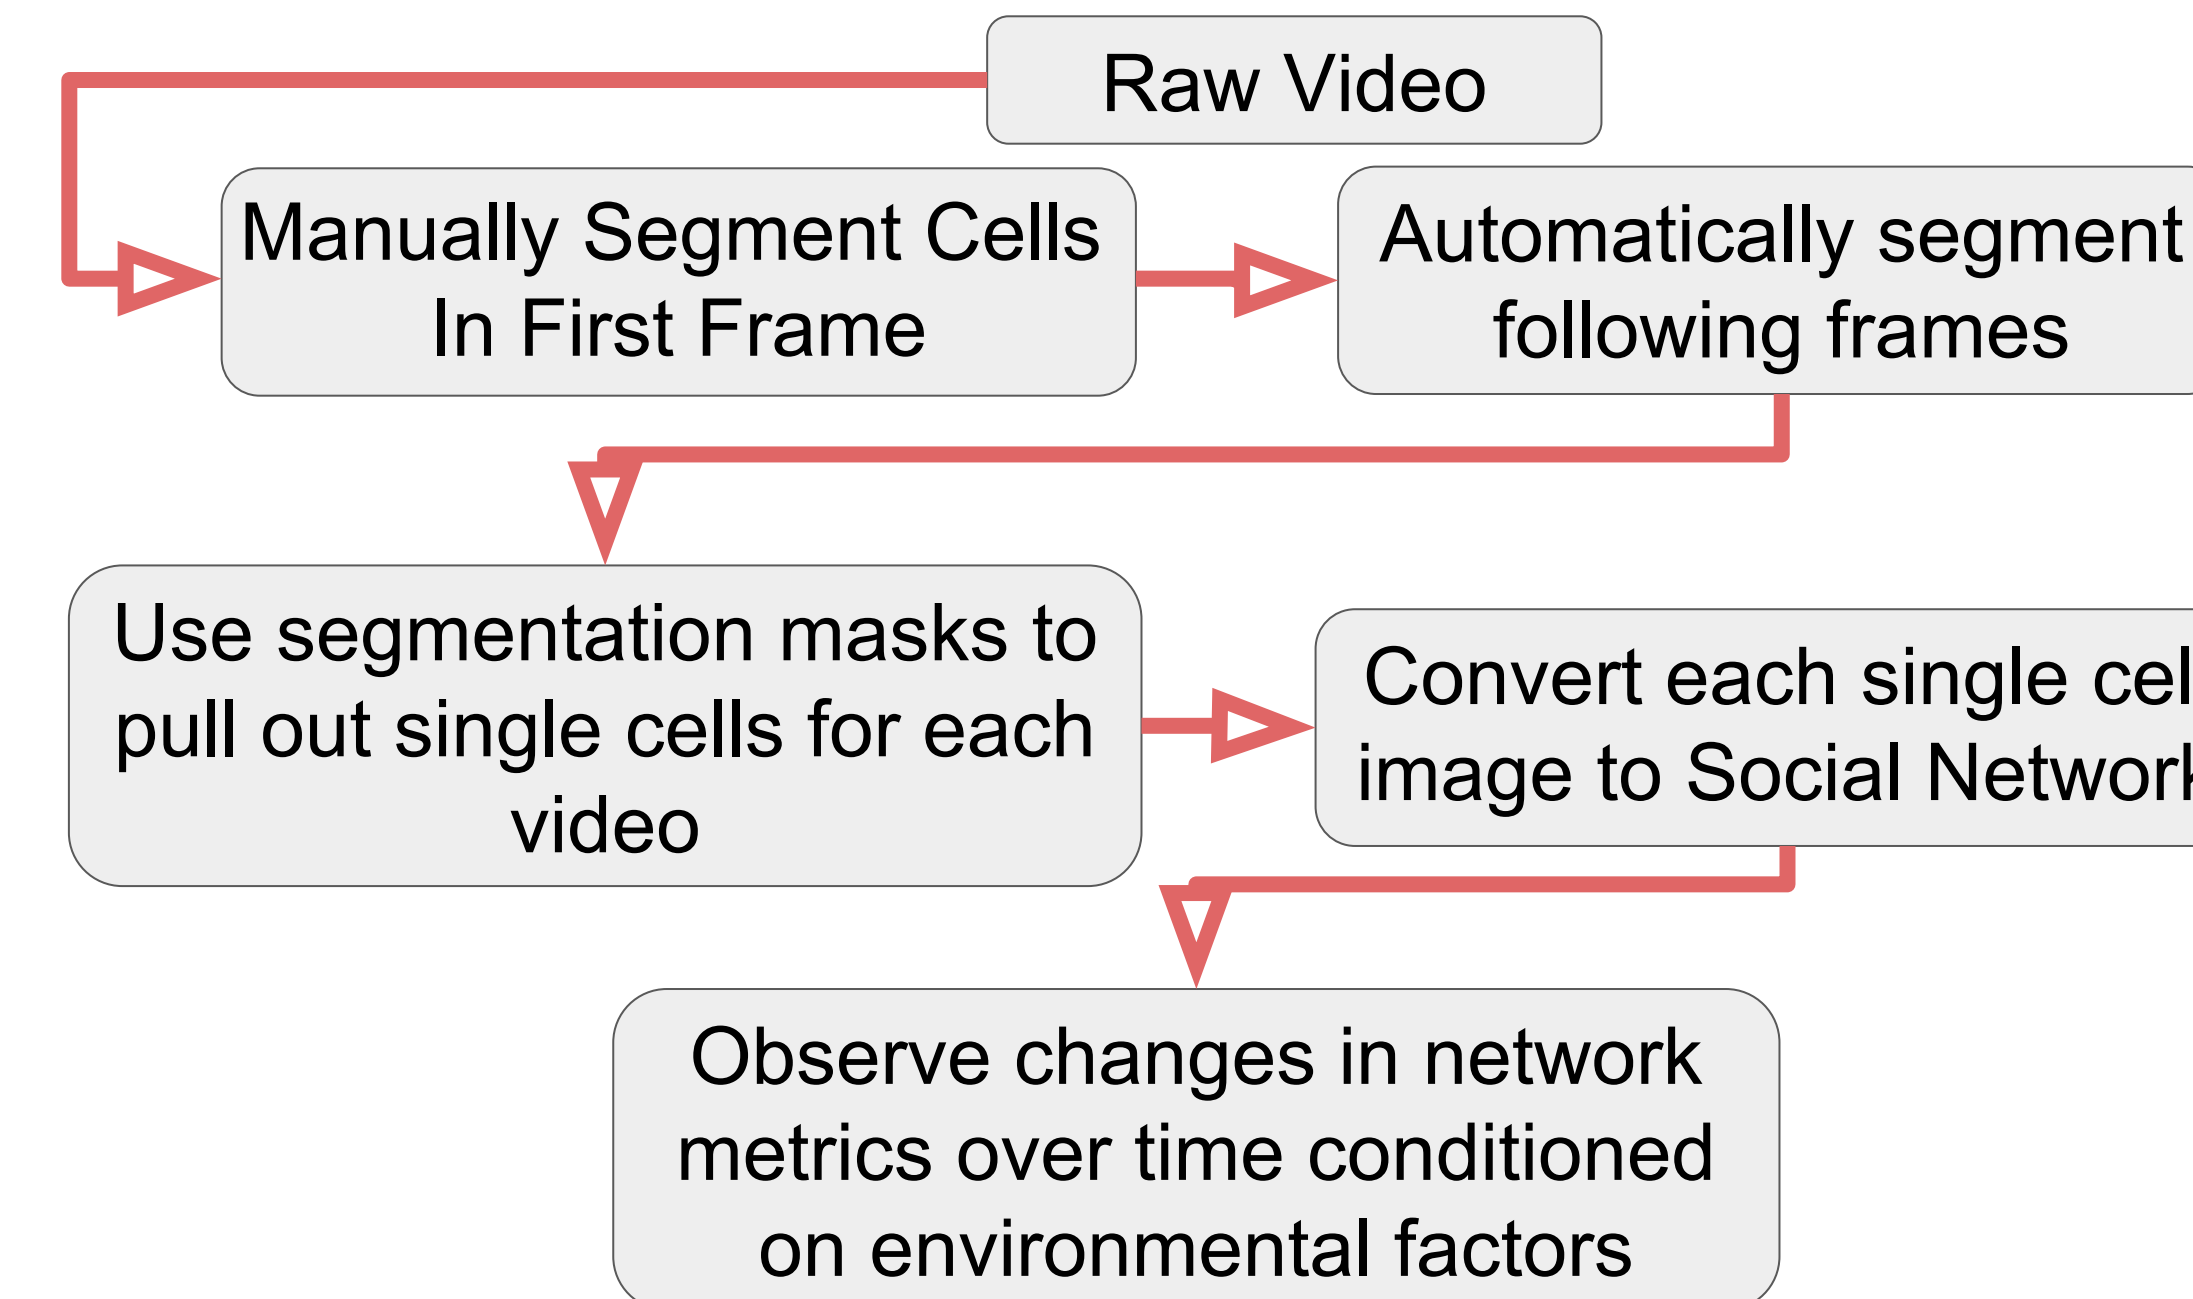 Raw Video
Manually Segment Cells
In First Frame
Automatically segment
following frames
Use segmentation masks to
pull out single cells for each
video
Convert each single cel
image to Social Network
Observe changes in network
metrics over time conditioned
on environmental factors